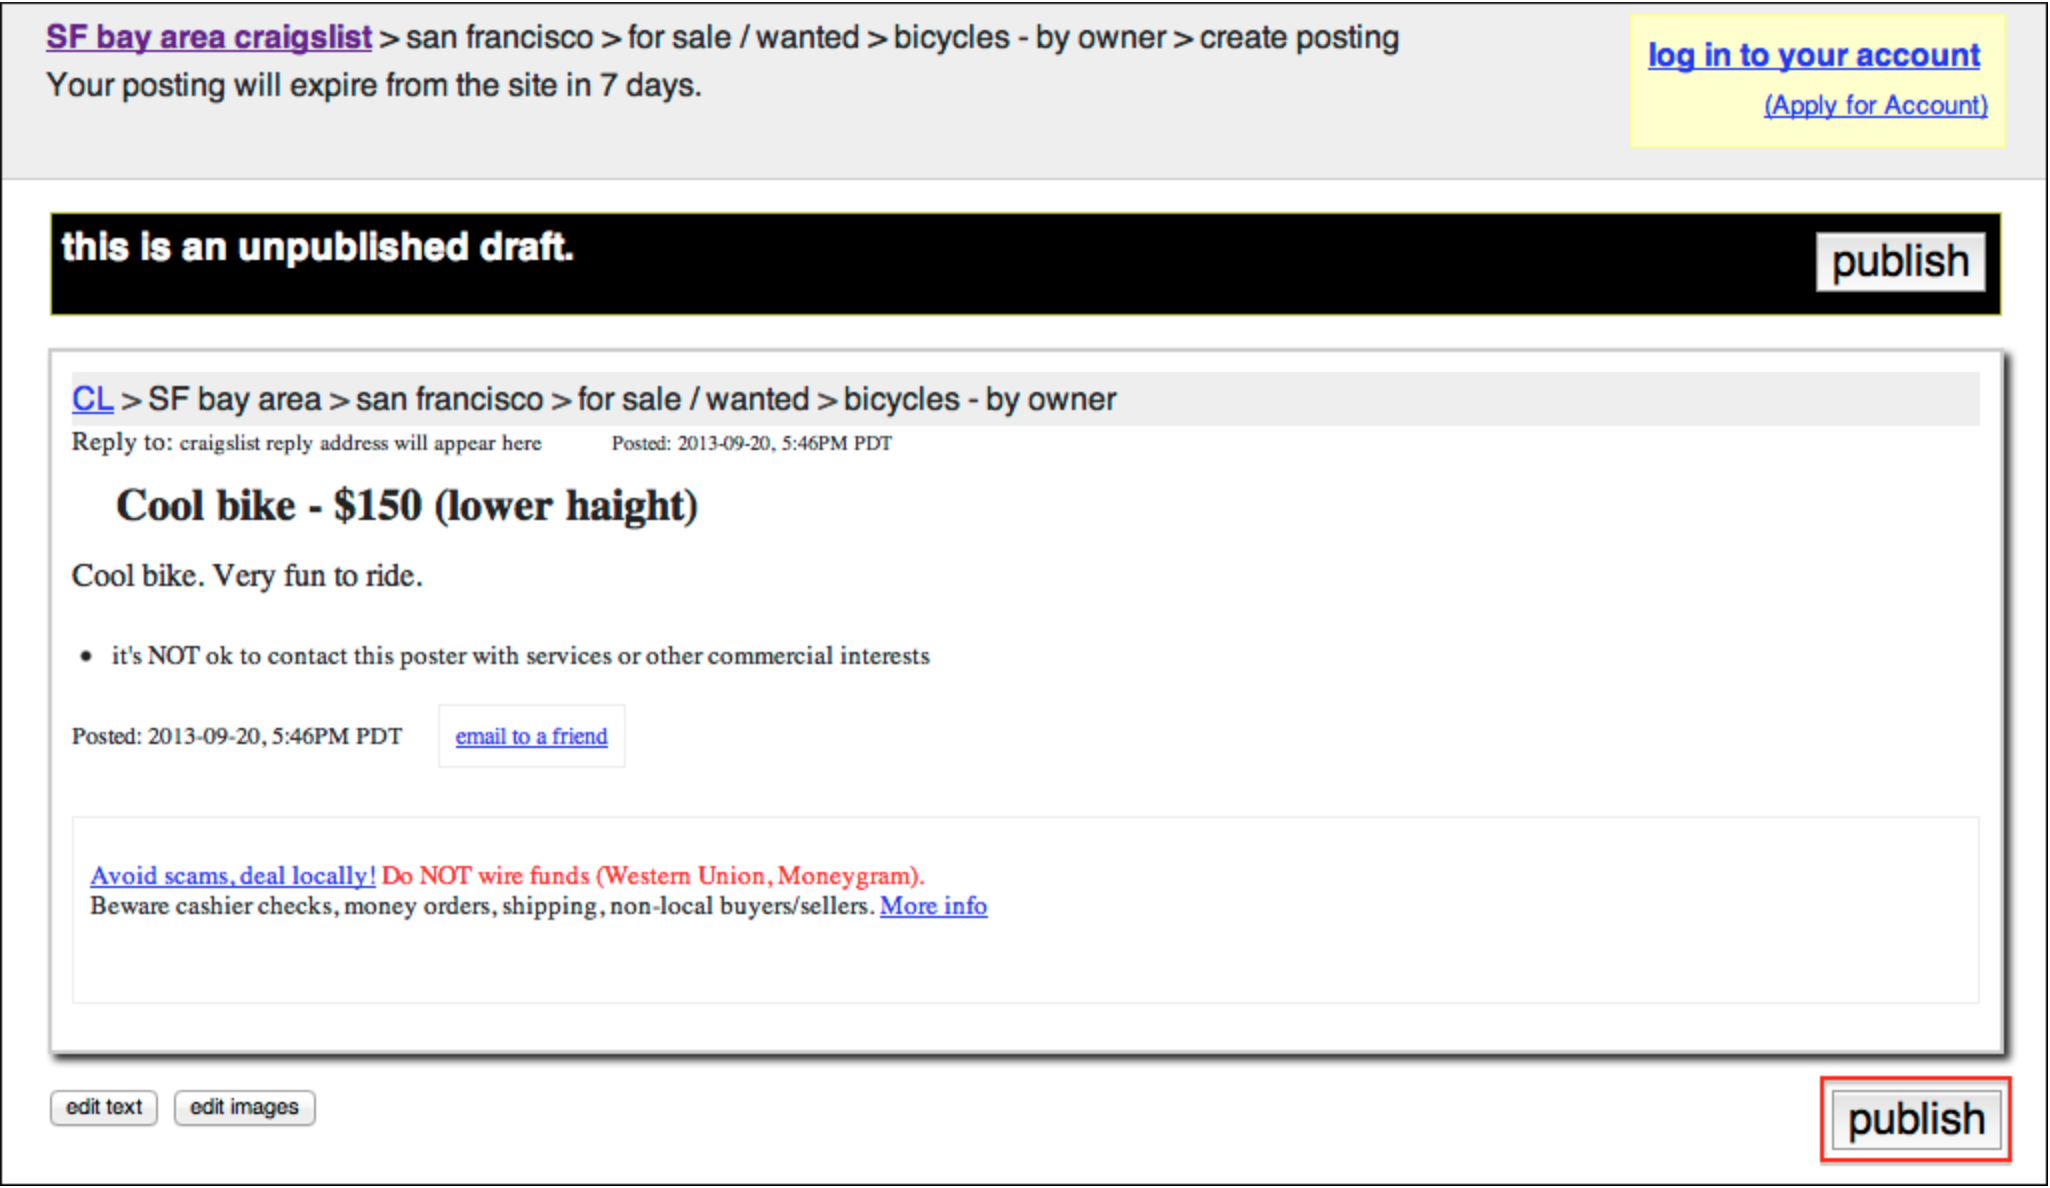 SF bay area craigslist > san francisco > for sale / wanted > bicycles - by owner > create posting
Your posting will expire from the site in 7 days.
log in to your account
(Apply for Account)
this is an unpublished draft.
publish
CL > SF bay area > san francisco > for sale / wanted > bicycles - by owner
Reply to: craigslist reply address will appear here Posted: 2013-09-20, 5:46PM PDT
Cool bike - $150 (lower haight)
Cool bike. Very fun to ride.
• it's NOT ok to contact this poster with services or other commercial interests
Posted: 2013-09-20, 5:46PM PDT email to a friend
Avoid scams, deal locally! Do NOT wire funds (Western Union, Moneygram).
Beware cashier checks, money orders, shipping, non-local buyers/sellers. More info
edit text edit images
publish